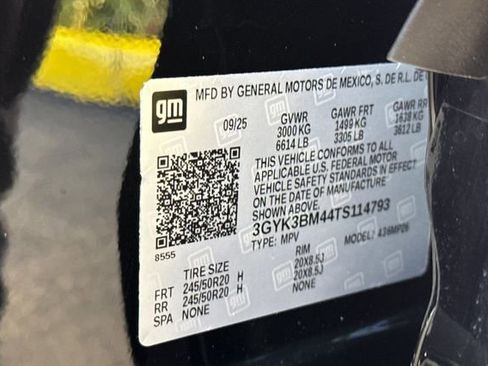 gm
MFD BY GENERAL MOTORS DE MEXICO, S. DE R.L. DE
09/25 GVWR GAWR FRT GAWR RR
3000 KG 1499 KG 1638 KG
6614 LB 3305 LB 3612 LB
THIS VEHICLE CONFORMS TO ALL
APPLICABLE U.S. FEDERAL MOTOR
VEHICLE SAFETY STANDARDS IN EFFECT
ON THE DATE OF MANUFACTURE
SHOWN ABOVE.
3GYK3BM44TS114793
TYPE: MPV MODEL: 436MP26
8555
TIRE SIZE RIM
FRT 245/50R20 H 20X8.5J
RR 245/50R20 H 20X8.5J
SPA NONE NONE